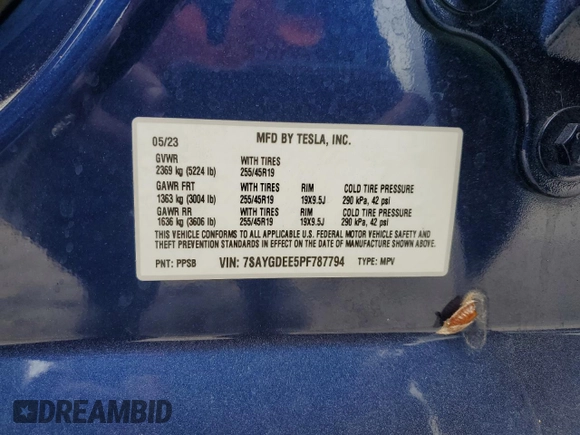 05/23 MFD BY TESLA, INC.
GVWR WITH TIRES
2369 kg (5224 lb) 255/45R19
GAWR FRT WITH TIRES RIM COLD TIRE PRESSURE
1363 kg (3004 lb) 255/45R19 19X9.5J 290 kPa, 42 psi
GAWR RR WITH TIRES RIM COLD TIRE PRESSURE
1636 kg (3606 lb) 255/45R19 19X9.5J 290 kPa, 42 psi
THIS VEHICLE CONFORMS TO ALL APPLICABLE U.S. FEDERAL MOTOR VEHICLE SAFETY AND
THEFT PREVENTION STANDARDS IN EFFECT ON THE DATE OF MANUFACTURE SHOWN ABOVE.
PNT: PPSB VIN: 7SAYGDEE5PF787794 TYPE: MPV
DREAMBID